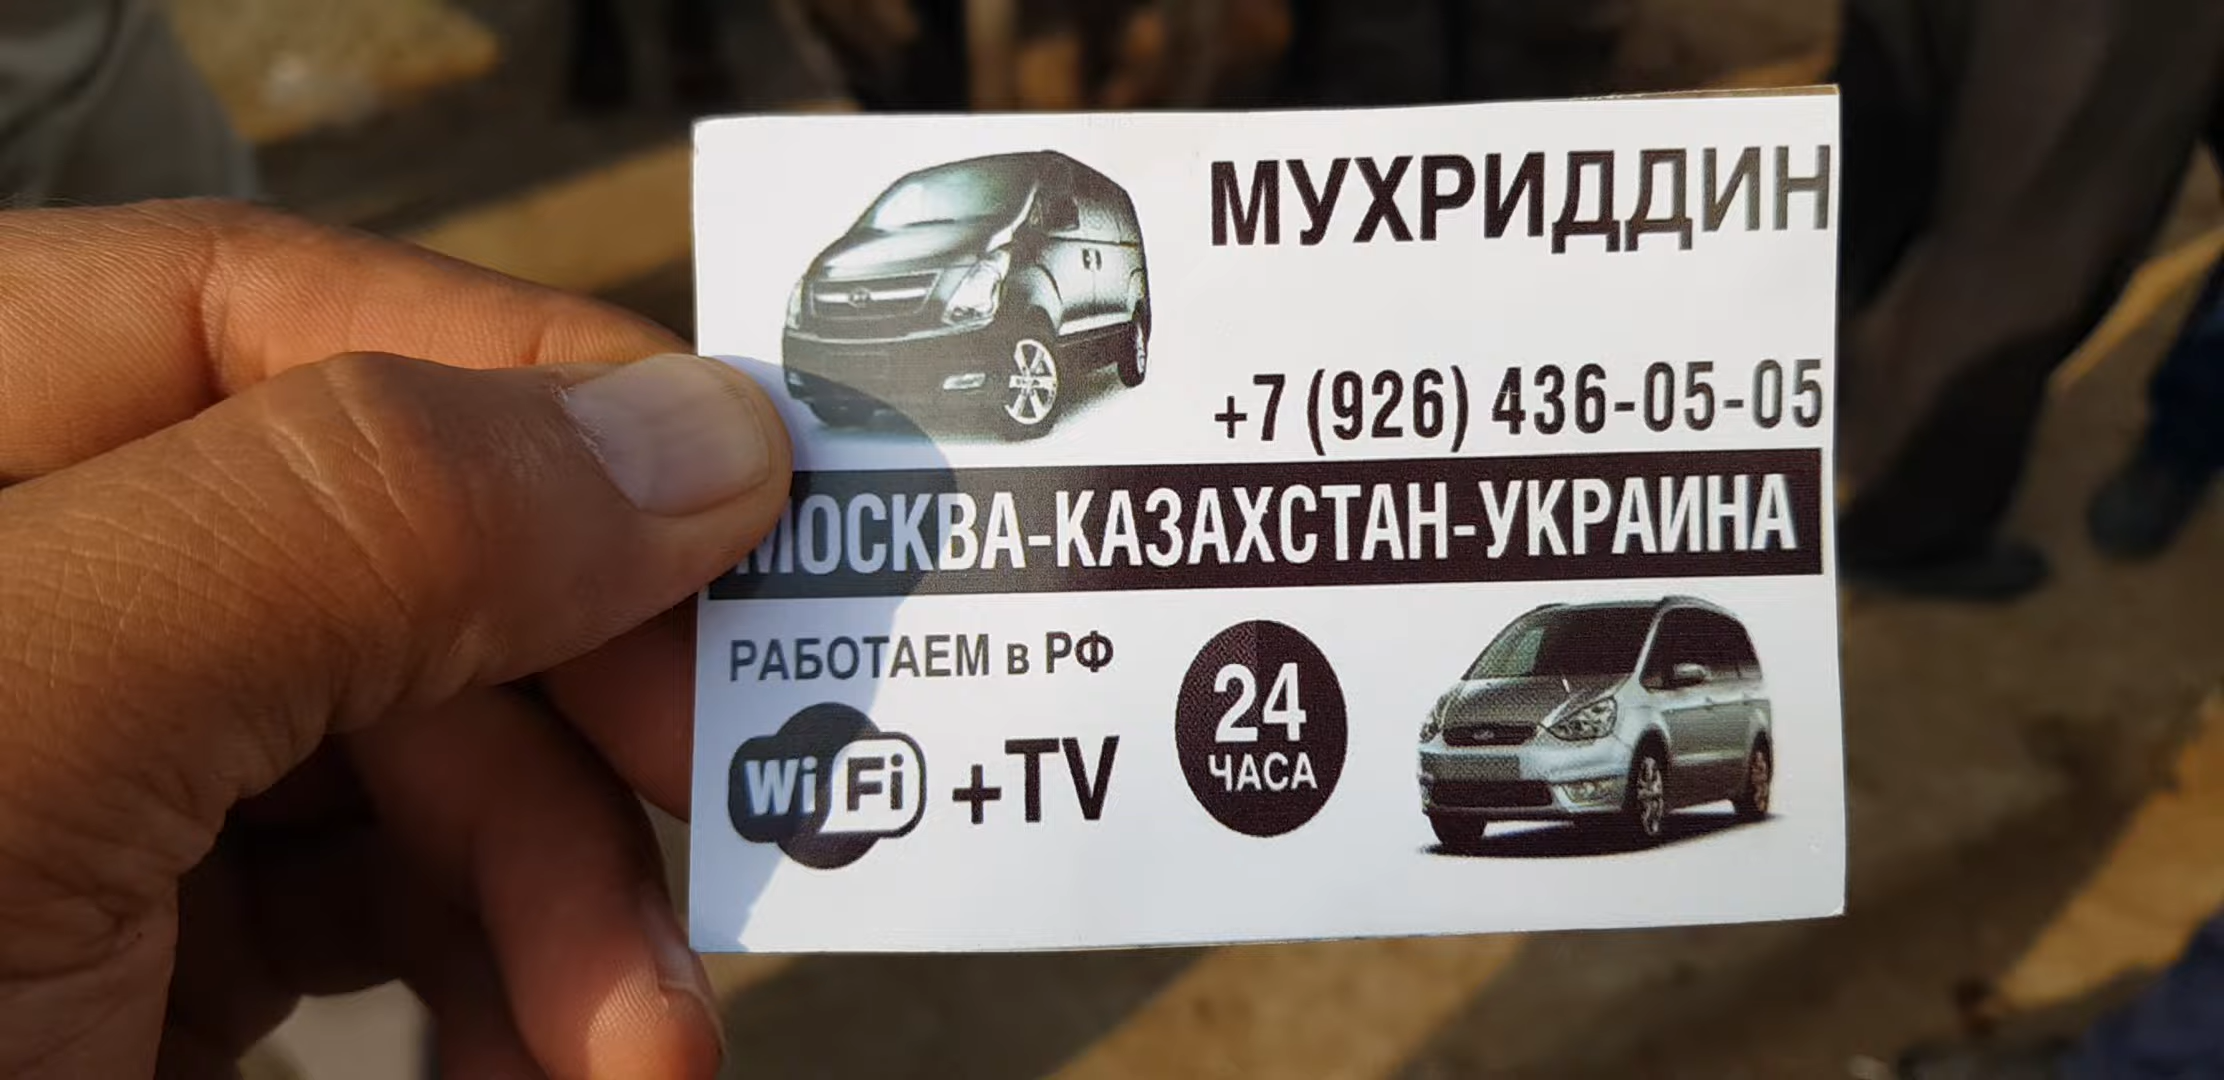 МУХРИДДИН
+7 (926) 436-05-05
МОСКВА-КАЗАХСТАН-УКРАИНА
РАБОТАЕМ в РФ
Wi Fi +TV
24
ЧАСА